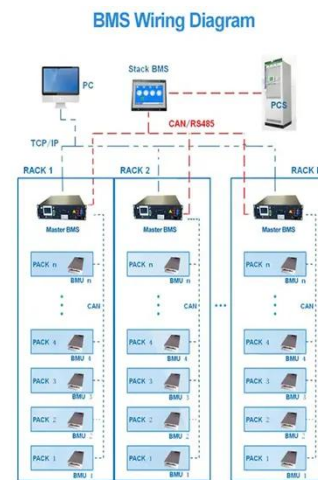 BMS Wiring Diagram
PC
Stack BMS
PCS
CAN/RS485
TCP/IP
RACK 1
RACK 2
RACK
Master BMS
Master BMS
Master BMS
PACK n
BMU n
PACK n
BMU n
PACK n
BMU n
CAN
CAN
CAN
PACK 4
BMU 4
PACK 4
BMU 4
PACK 4
BMU 4
PACK 3
BMU 3
PACK 3
BMU 3
PACK 3
BMU 3
PACK 2
BMU 2
PACK 2
BMU 2
PACK 2
BMU 2
PACK 1
BMU 1
PACK 1
BMU 1
PACK 1
BMU 1